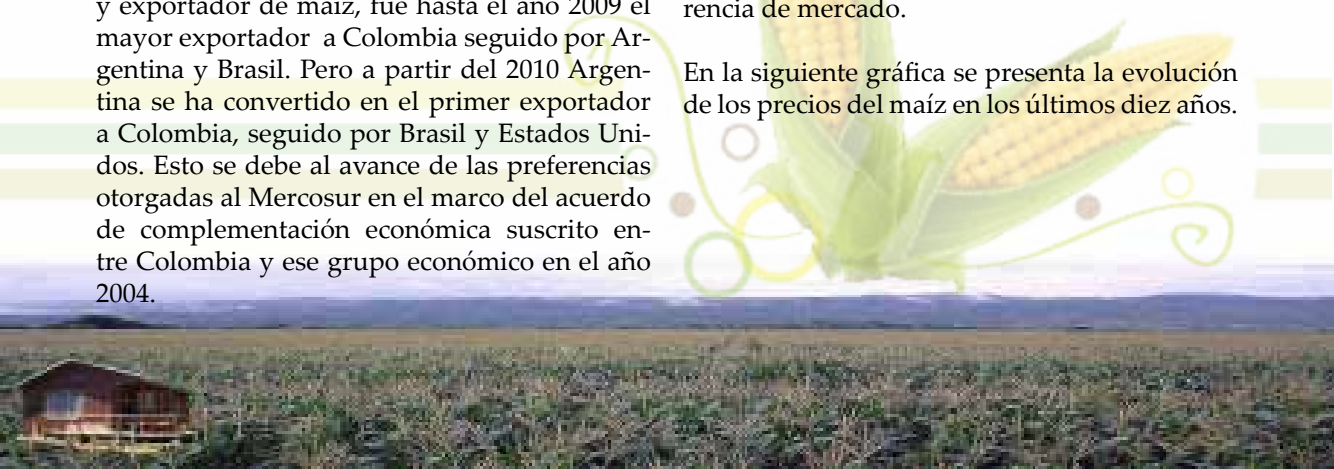 y exportador de maíz, fue hasta el año 2009 el
mayor exportador a Colombia seguido por Ar-
gentina y Brasil. Pero a partir del 2010 Argen-
tina se ha convertido en el primer exportador
a Colombia, seguido por Brasil y Estados Uni-
dos. Esto se debe al avance de las preferencias
otorgadas al Mercosur en el marco del acuerdo
de complementación económica suscrito en-
tre Colombia y ese grupo económico en el año
2004.
rencia de mercado.
En la siguiente gráfica se presenta la evolución
de los precios del maíz en los últimos diez años.